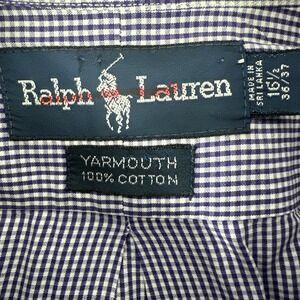 Ralph Lauren
MADE IN
SRI LANKA
16½
36/37
YARMOUTH
100% COTTON